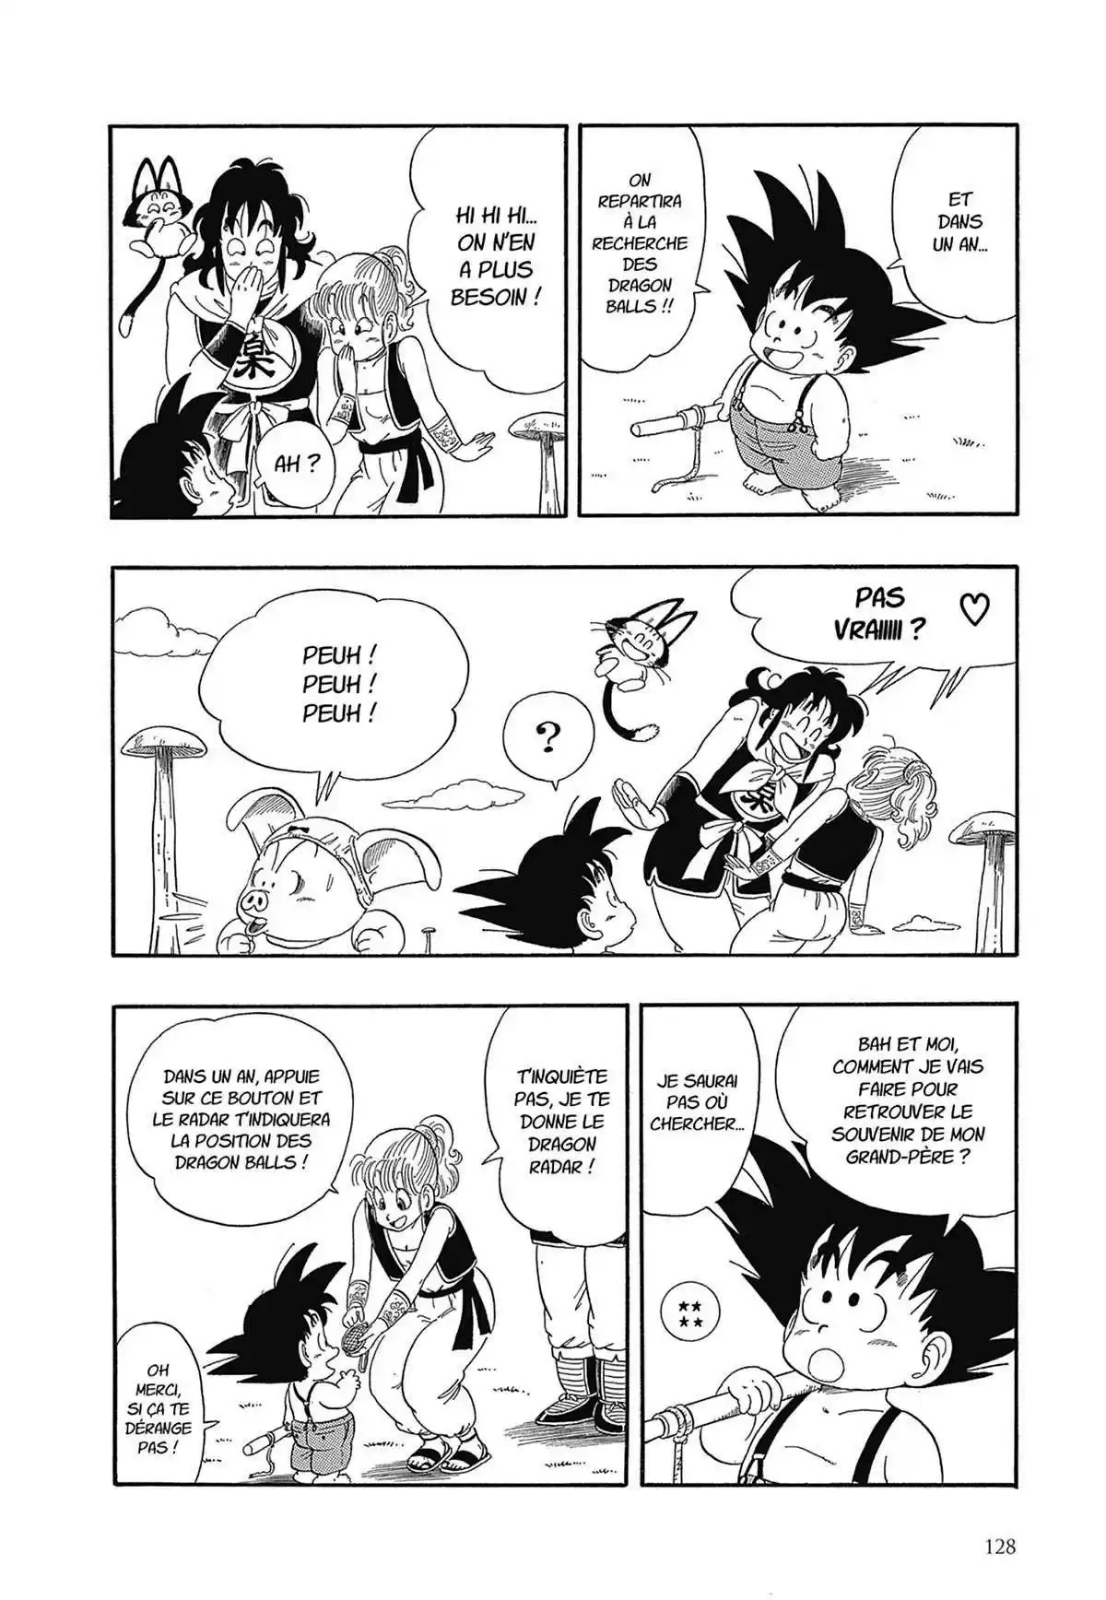 ET
DANS
UN AN...
ON
REPARTIRA
À LA
RECHERCHE
DES
DRAGON
BALLS !!
HI HI HI...
ON N'EN
A PLUS
BESOIN !
桌
AH ?
PAS
VRAIIIII ? ♡
?
PEUH !
PEUH !
PEUH !
BAH ET MOI,
COMMENT JE VAIS
FAIRE POUR
RETROUVER LE
SOUVENIR DE MON
GRAND-PÈRE ?
JE SAURAI
PAS OÙ
CHERCHER...
T'INQUIÈTE
PAS, JE TE
DONNE LE
DRAGON
RADAR !
DANS UN AN, APPUIE
SUR CE BOUTON ET
LE RADAR T'INDIQUERA
LA POSITION DES
DRAGON BALLS !
OH
MERCI,
SI ÇA TE
DÉRANGE
PAS !
128